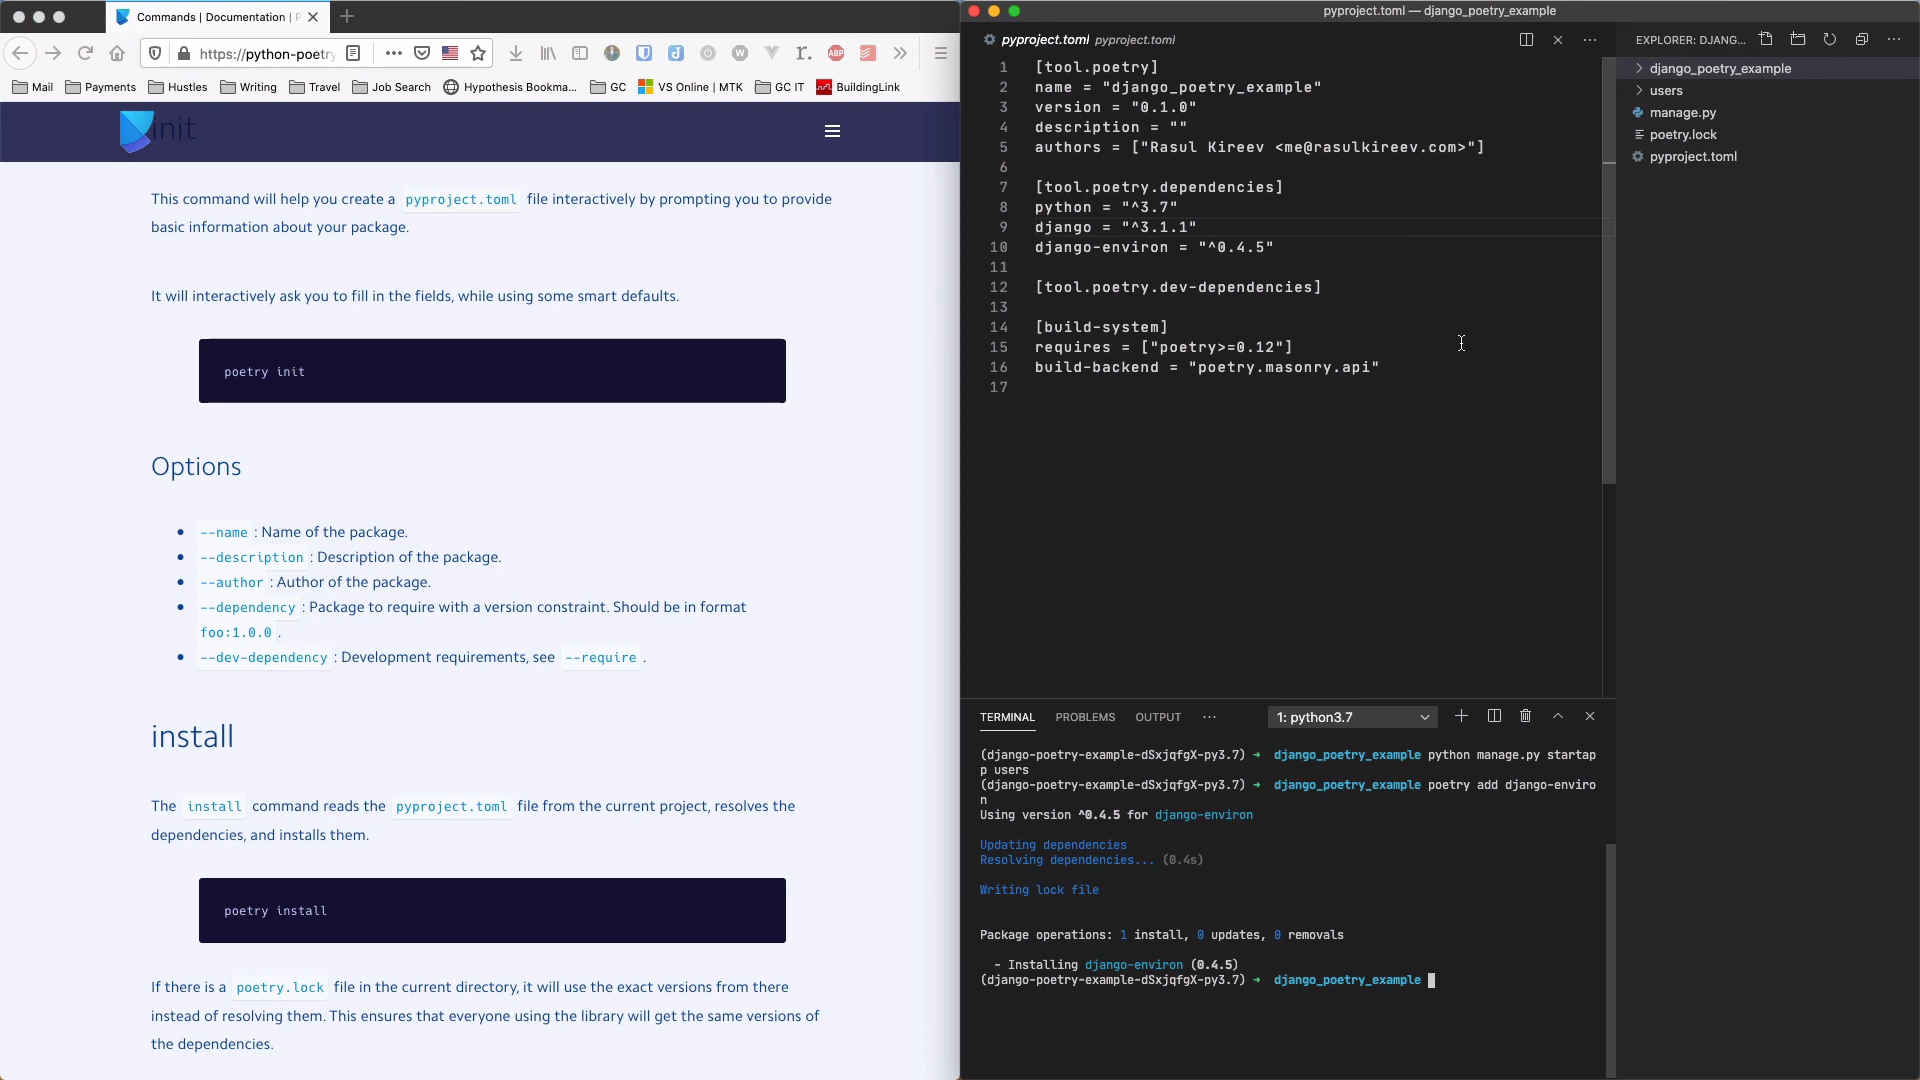 Commands | Documentation | P
https://python-poetry
Mail
Payments
Hustles
Writing
Travel
Job Search
Hypothesis Bookma...
GC
VS Online | MTK
GC IT
BuildingLink
init
This command will help you create a pyproject.toml file interactively by prompting you to provide
basic information about your package.
It will interactively ask you to fill in the fields, while using some smart defaults.
poetry init
Options
--name : Name of the package.
--description : Description of the package.
--author : Author of the package.
--dependency : Package to require with a version constraint. Should be in format
foo:1.0.0 .
--dev-dependency : Development requirements, see --require .
install
The install command reads the pyproject.toml file from the current project, resolves the
dependencies, and installs them.
poetry install
If there is a poetry.lock file in the current directory, it will use the exact versions from there
instead of resolving them. This ensures that everyone using the library will get the same versions of
the dependencies.
pyproject.toml — django_poetry_example
pyproject.toml pyproject.toml
1 [tool.poetry]
2 name = "django_poetry_example"
3 version = "0.1.0"
4 description = ""
5 authors = ["Rasul Kireev <me@rasulkireev.com>"]
6
7 [tool.poetry.dependencies]
8 python = "^3.7"
9 django = "^3.1.1"
10 django-environ = "^0.4.5"
11
12 [tool.poetry.dev-dependencies]
13
14 [build-system]
15 requires = ["poetry>=0.12"]
16 build-backend = "poetry.masonry.api"
17
EXPLORER: DJANG...
django_poetry_example
users
manage.py
poetry.lock
pyproject.toml
TERMINAL PROBLEMS OUTPUT ··· 1: python3.7
(django-poetry-example-dSxjqfgX-py3.7) ➜ django_poetry_example python manage.py startap
p users
(django-poetry-example-dSxjqfgX-py3.7) ➜ django_poetry_example poetry add django-enviro
n
Using version ^0.4.5 for django-environ
Updating dependencies
Resolving dependencies... (0.4s)
Writing lock file
Package operations: 1 install, 0 updates, 0 removals
- Installing django-environ (0.4.5)
(django-poetry-example-dSxjqfgX-py3.7) ➜ django_poetry_example